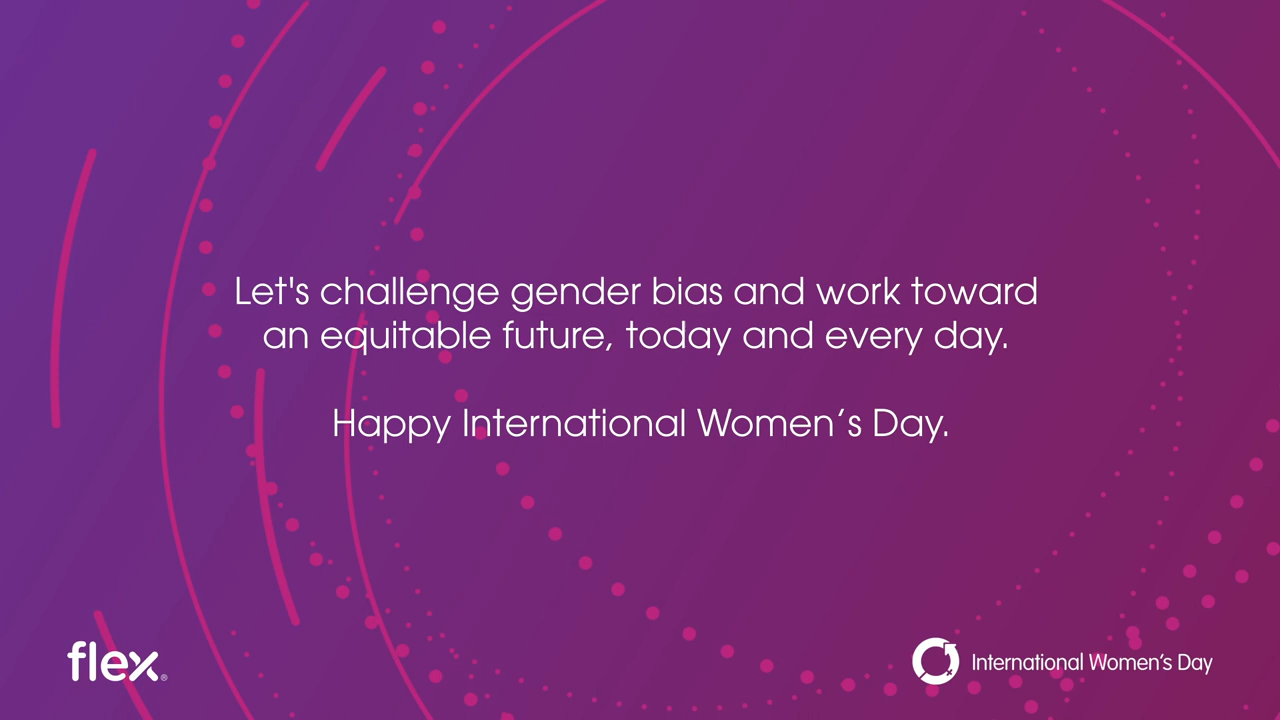 Let's challenge gender bias and work toward
an equitable future, today and every day.
Happy International Women’s Day.
flex®
International Women's Day